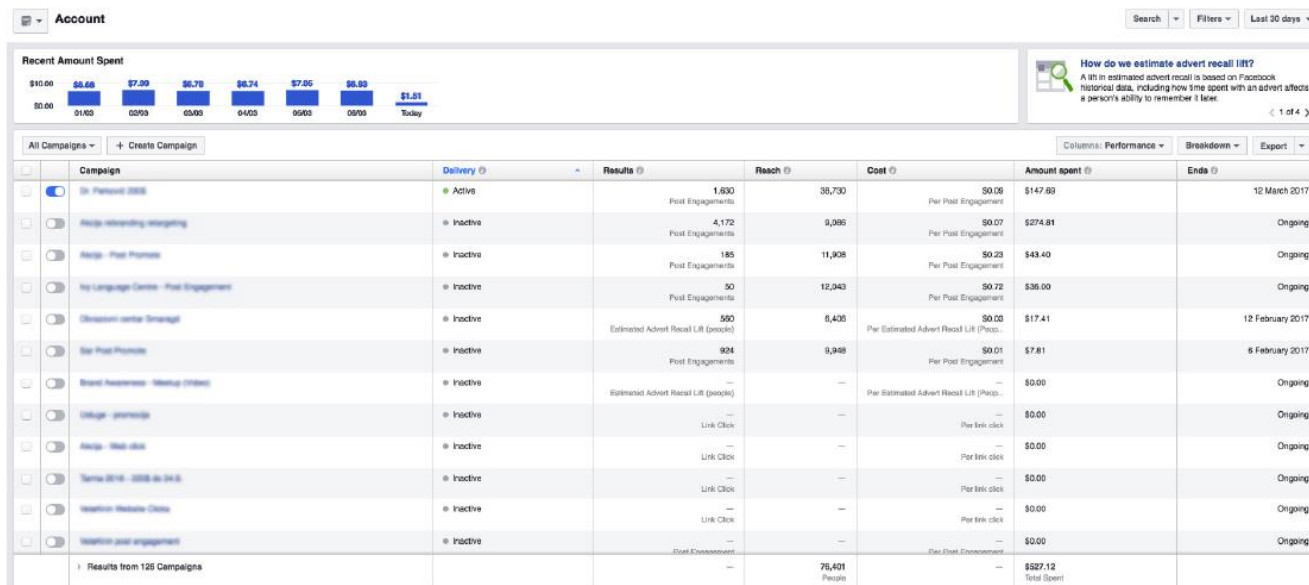 Account
Search Filters Last 30 days
Recent Amount Spent
$10.00
$0.00
$6.68 $7.09 $6.78 $6.74 $7.05 $6.93 $1.51
01/03 02/03 03/03 04/03 05/03 06/03 Today
How do we estimate advert recall lift?
A lift in estimated advert recall is based on Facebook
historical data, including how time spent with an advert affects
a person's ability to remember it later.
1 of 4
All Campaigns + Create Campaign
Columns: Performance Breakdown Export
Campaign Delivery Results Reach Cost Amount spent Ends
Active 1,630 38,730 $0.09 $147.69 12 March 2017
Post Engagements Per Post Engagement
Inactive 4,172 9,086 $0.07 $274.81 Ongoing
Post Engagements Per Post Engagement
Inactive 185 11,908 $0.23 $43.40 Ongoing
Post Engagements Per Post Engagement
Ivy Language Centre - Post Engagement Inactive 50 12,043 $0.72 $36.00 Ongoing
Post Engagements Per Post Engagement
Inactive 560 6,406 $0.03 $17.41 12 February 2017
Estimated Advert Recall Lift (people) Per Estimated Advert Recall Lift (Peop...
Inactive 924 9,948 $0.01 $7.81 6 February 2017
Post Engagements Per Post Engagement
Brand Awareness - Meetup (Video) Inactive — — — $0.00 Ongoing
Estimated Advert Recall Lift (people) Per Estimated Advert Recall Lift (Peop...
Inactive — — — $0.00 Ongoing
Link Click Per link click
Inactive — — — $0.00 Ongoing
Link Click Per link click
Inactive — — — $0.00 Ongoing
Link Click Per link click
Inactive — — — $0.00 Ongoing
Link Click Per link click
Inactive — — — $0.00 Ongoing
Post Engagement Per Post Engagement
Results from 126 Campaigns — 76,401 — $527.12
People Total Spent